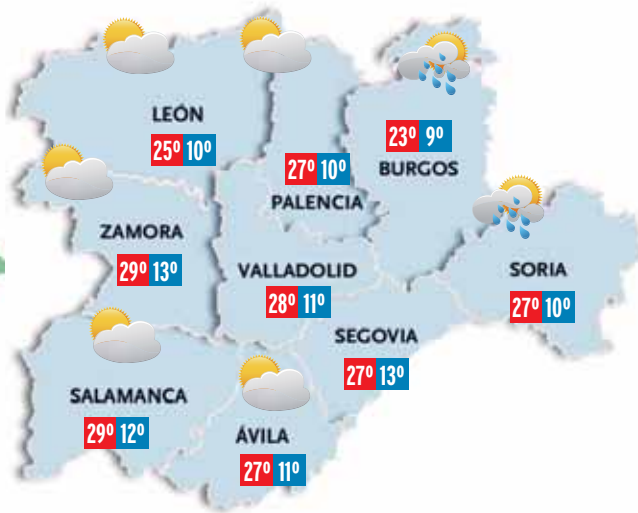 LEÓN
25º 10º
23º 9º
BURGOS
27º 10º
PALENCIA
ZAMORA
29º 13º
VALLADOLID
28º 11º
SORIA
27º 10º
SEGOVIA
27º 13º
SALAMANCA
29º 12º
ÁVILA
27º 11º